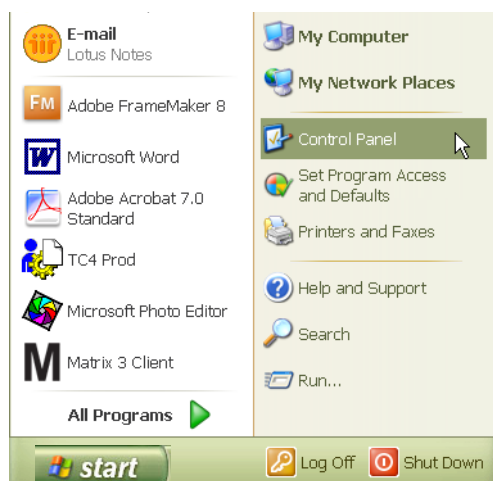 E-mail
Lotus Notes
FM
Adobe FrameMaker 8
W
Microsoft Word
Adobe Acrobat 7.0
Standard
TC4 Prod
Microsoft Photo Editor
M
Matrix 3 Client
All Programs
My Computer
My Network Places
Control Panel
Set Program Access
and Defaults
Printers and Faxes
Help and Support
Search
Run...
start
Log Off
Shut Down